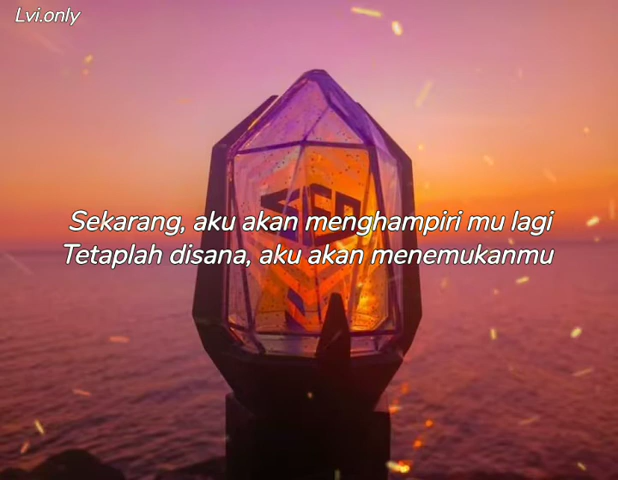 Lvi.only
Sekarang, aku akan menghampiri mu lagi
Tetaplah disana, aku akan menemukanmu